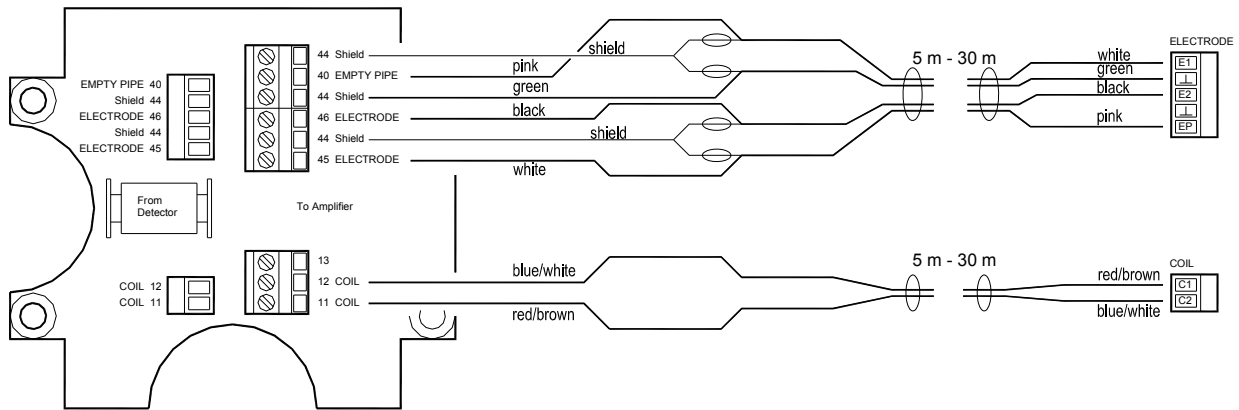 EMPTY PIPE 40
Shield 44
ELECTRODE 46
Shield 44
ELECTRODE 45
44 Shield
40 EMPTY PIPE
44 Shield
46 ELECTRODE
44 Shield
45 ELECTRODE
shield
pink
green
black
shield
white
5 m - 30 m
ELECTRODE
white
green
black
pink
E1
⊥
E2
⊥
EP
From
Detector
To Amplifier
COIL 12
COIL 11
13
12 COIL
11 COIL
blue/white
red/brown
5 m - 30 m
COIL
red/brown
blue/white
C1
C2